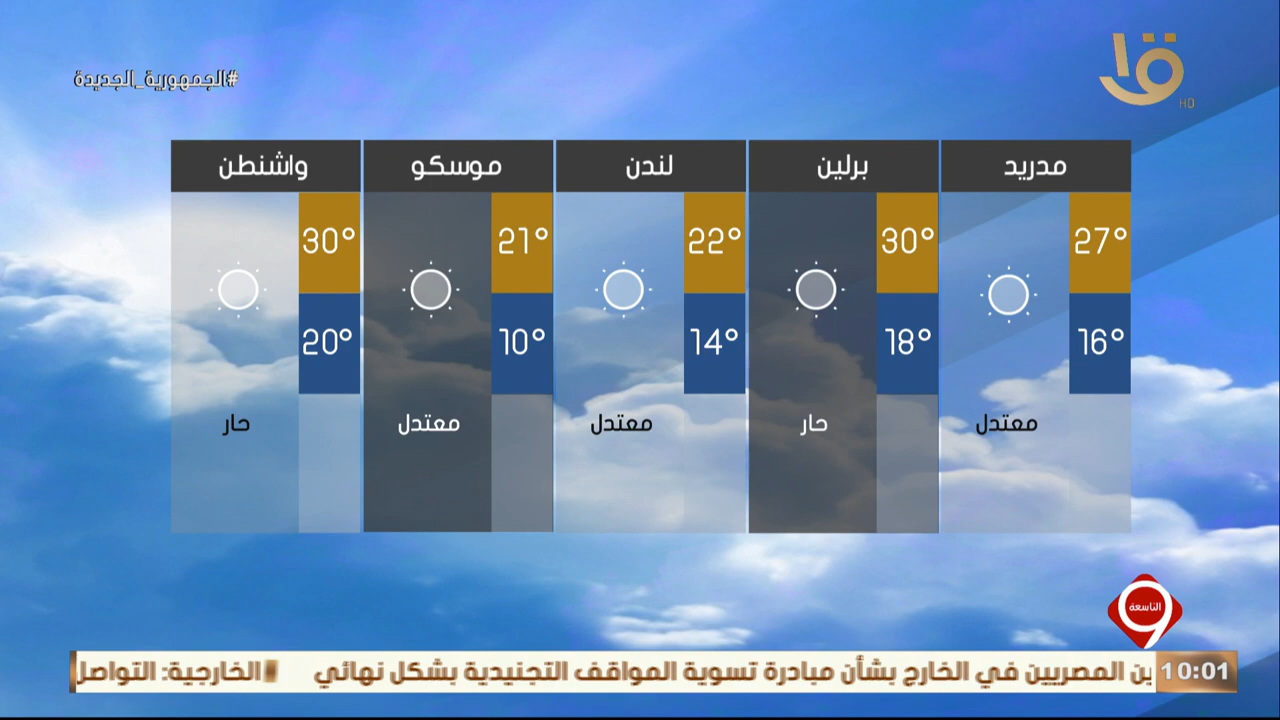 #الجمهورية_الجديدة
HD
مدريد
برلين
لندن
موسكو
واشنطن
27°
30°
22°
21°
30°
16°
18°
14°
10°
20°
معتدل
حار
معتدل
معتدل
حار
التاسعة
9
10:01
ين المصريين في الخارج بشأن مبادرة تسوية المواقف التجنيدية بشكل نهائي الخارجية: التواصل